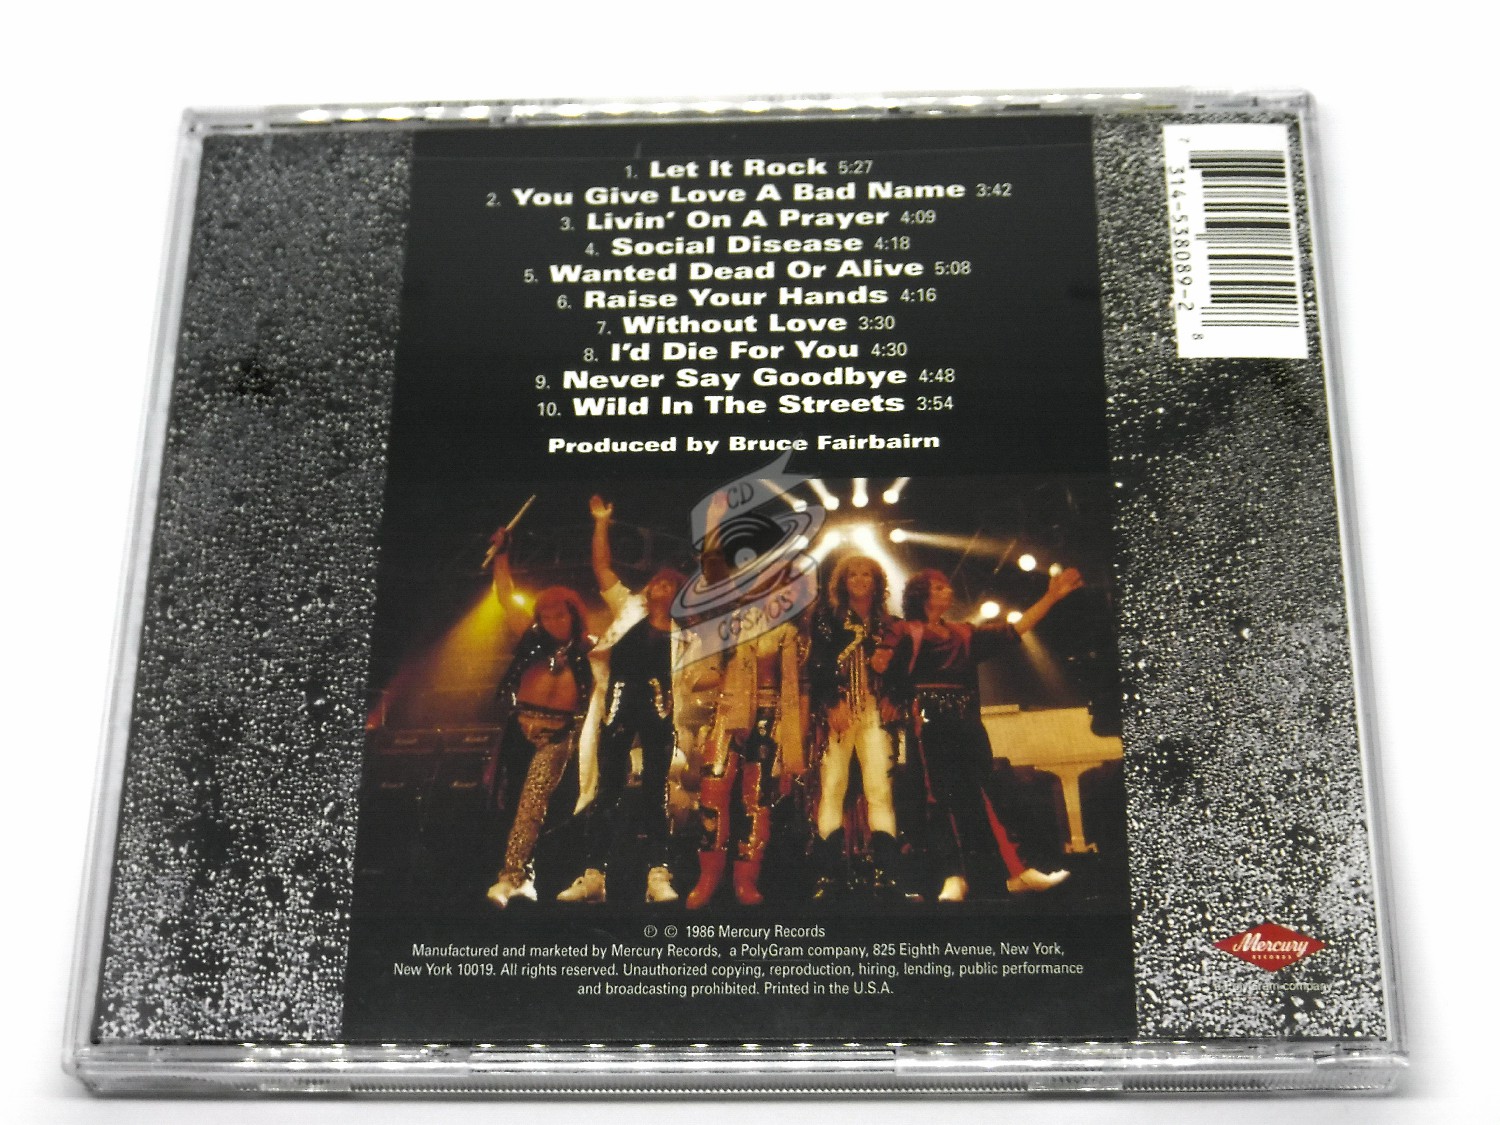 1. Let It Rock 5:27
2. You Give Love A Bad Name 3:42
3. Livin' On A Prayer 4:09
4. Social Disease 4:18
5. Wanted Dead Or Alive 5:08
6. Raise Your Hands 4:16
7. Without Love 3:30
8. I'd Die For You 4:30
9. Never Say Goodbye 4:48
10. Wild In The Streets 3:54
Produced by Bruce Fairbairn
7 314-538089-2 8
CD
COSMOS
℗ © 1986 Mercury Records
Manufactured and marketed by Mercury Records, a PolyGram company, 825 Eighth Avenue, New York,
New York 10019. All rights reserved. Unauthorized copying, reproduction, hiring, lending, public performance
and broadcasting prohibited. Printed in the U.S.A.
Mercury
RECORDS
a PolyGram company